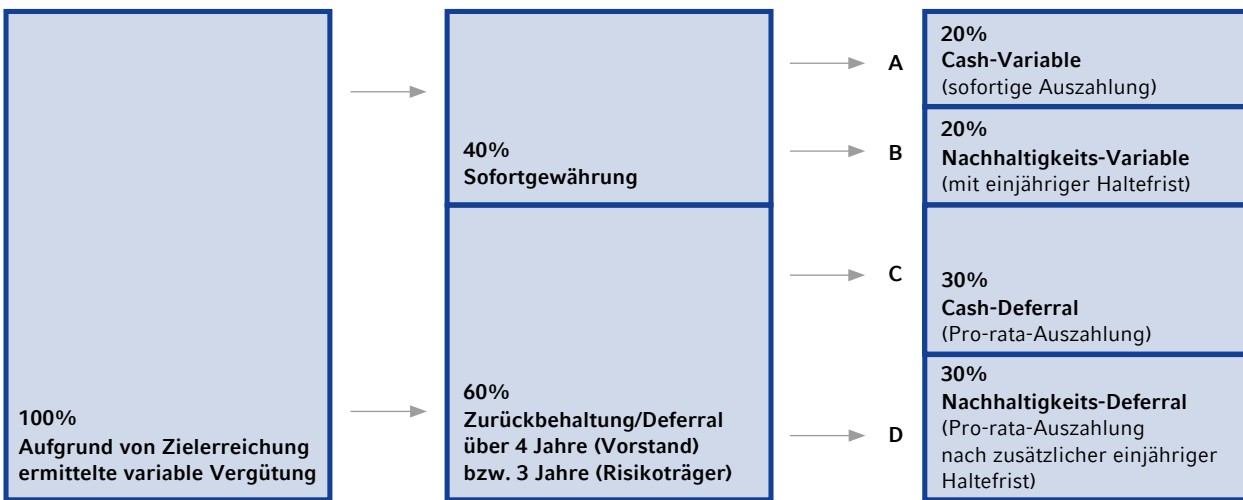 100%
Aufgrund von Zielerreichung
ermittelte variable Vergütung
40%
Sofortgewährung
60%
Zurückbehaltung/Deferral
über 4 Jahre (Vorstand)
bzw. 3 Jahre (Risikoträger)
A
20%
Cash-Variable
(sofortige Auszahlung)
B
20%
Nachhaltigkeits-Variable
(mit einjähriger Haltefrist)
C
30%
Cash-Deferral
(Pro-rata-Auszahlung)
D
30%
Nachhaltigkeits-Deferral
(Pro-rata-Auszahlung
nach zusätzlicher einjähriger
Haltefrist)